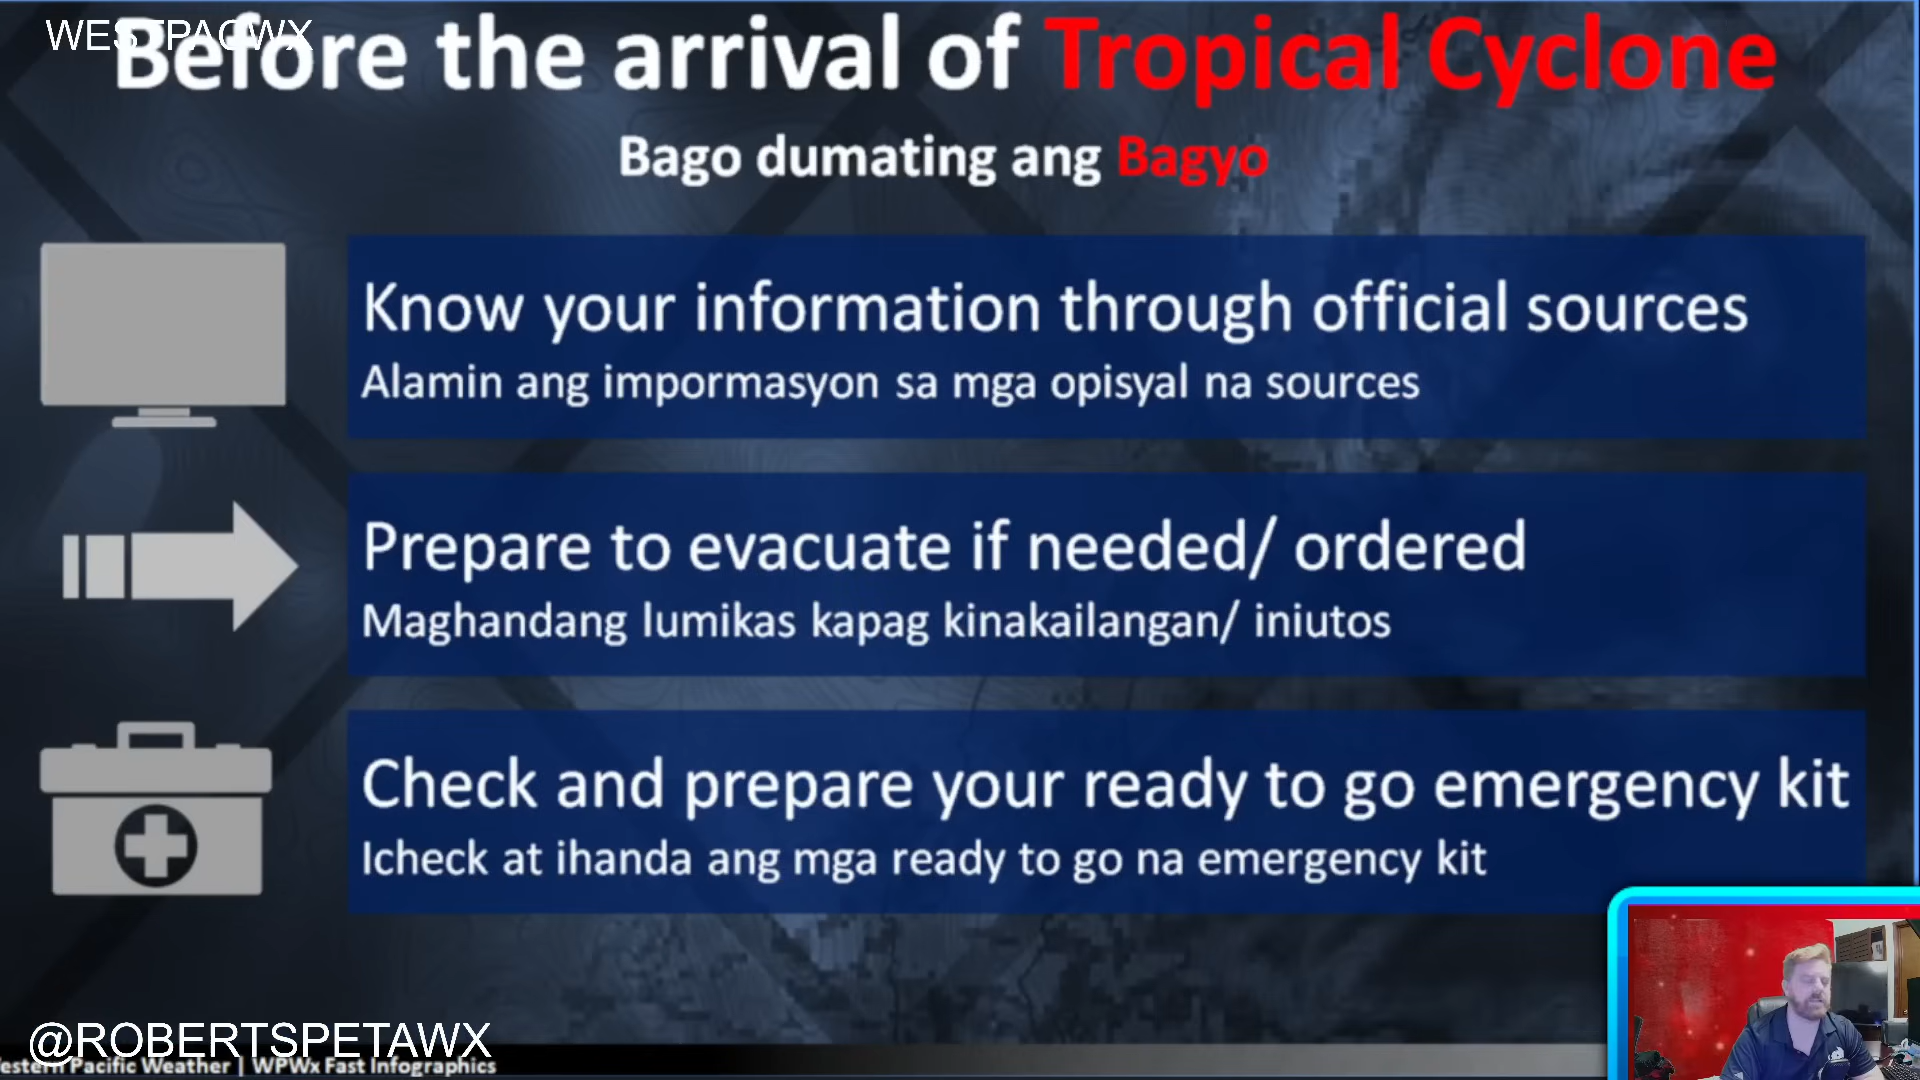 WESTPACWX
Before the arrival of Tropical Cyclone
Bago dumating ang Bagyo
Know your information through official sources
Alamin ang impormasyon sa mga opisyal na sources
Prepare to evacuate if needed/ ordered
Maghandang lumikas kapag kinakailangan/ iniutos
Check and prepare your ready to go emergency kit
Icheck at ihanda ang mga ready to go na emergency kit
@ROBERTSPETAWX
estern Pacific Weather | WPWx Fast Infographics